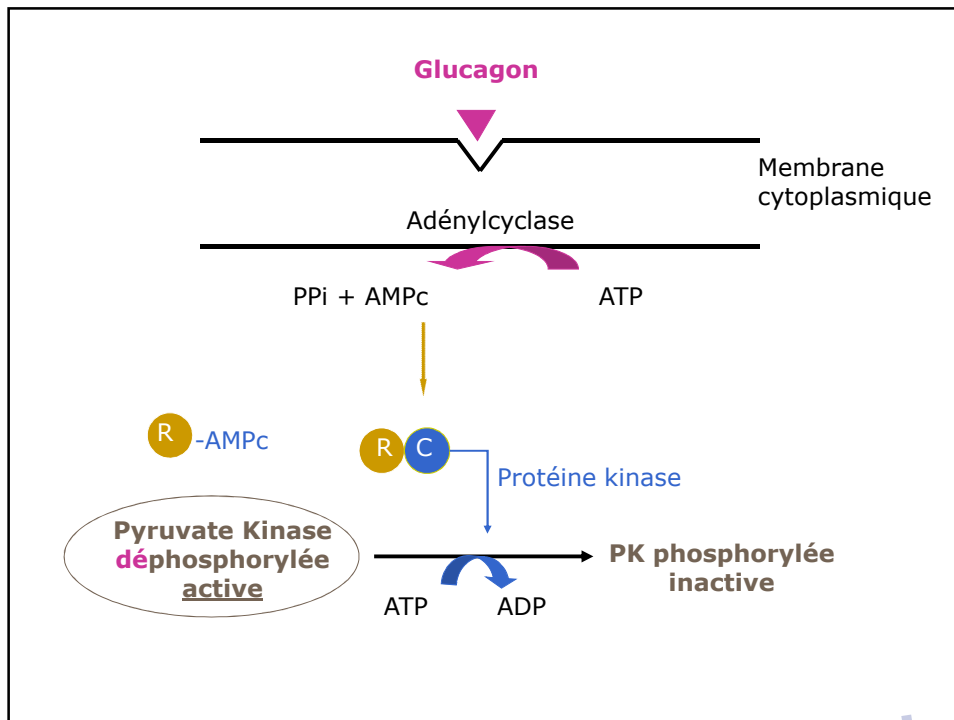 Glucagon
Membrane
cytoplasmique
Adénylcyclase
PPi + AMPc
ATP
R
-AMPc
R
C
Protéine kinase
Pyruvate Kinase
déphosphorylée
active
PK phosphorylée
inactive
ATP
ADP